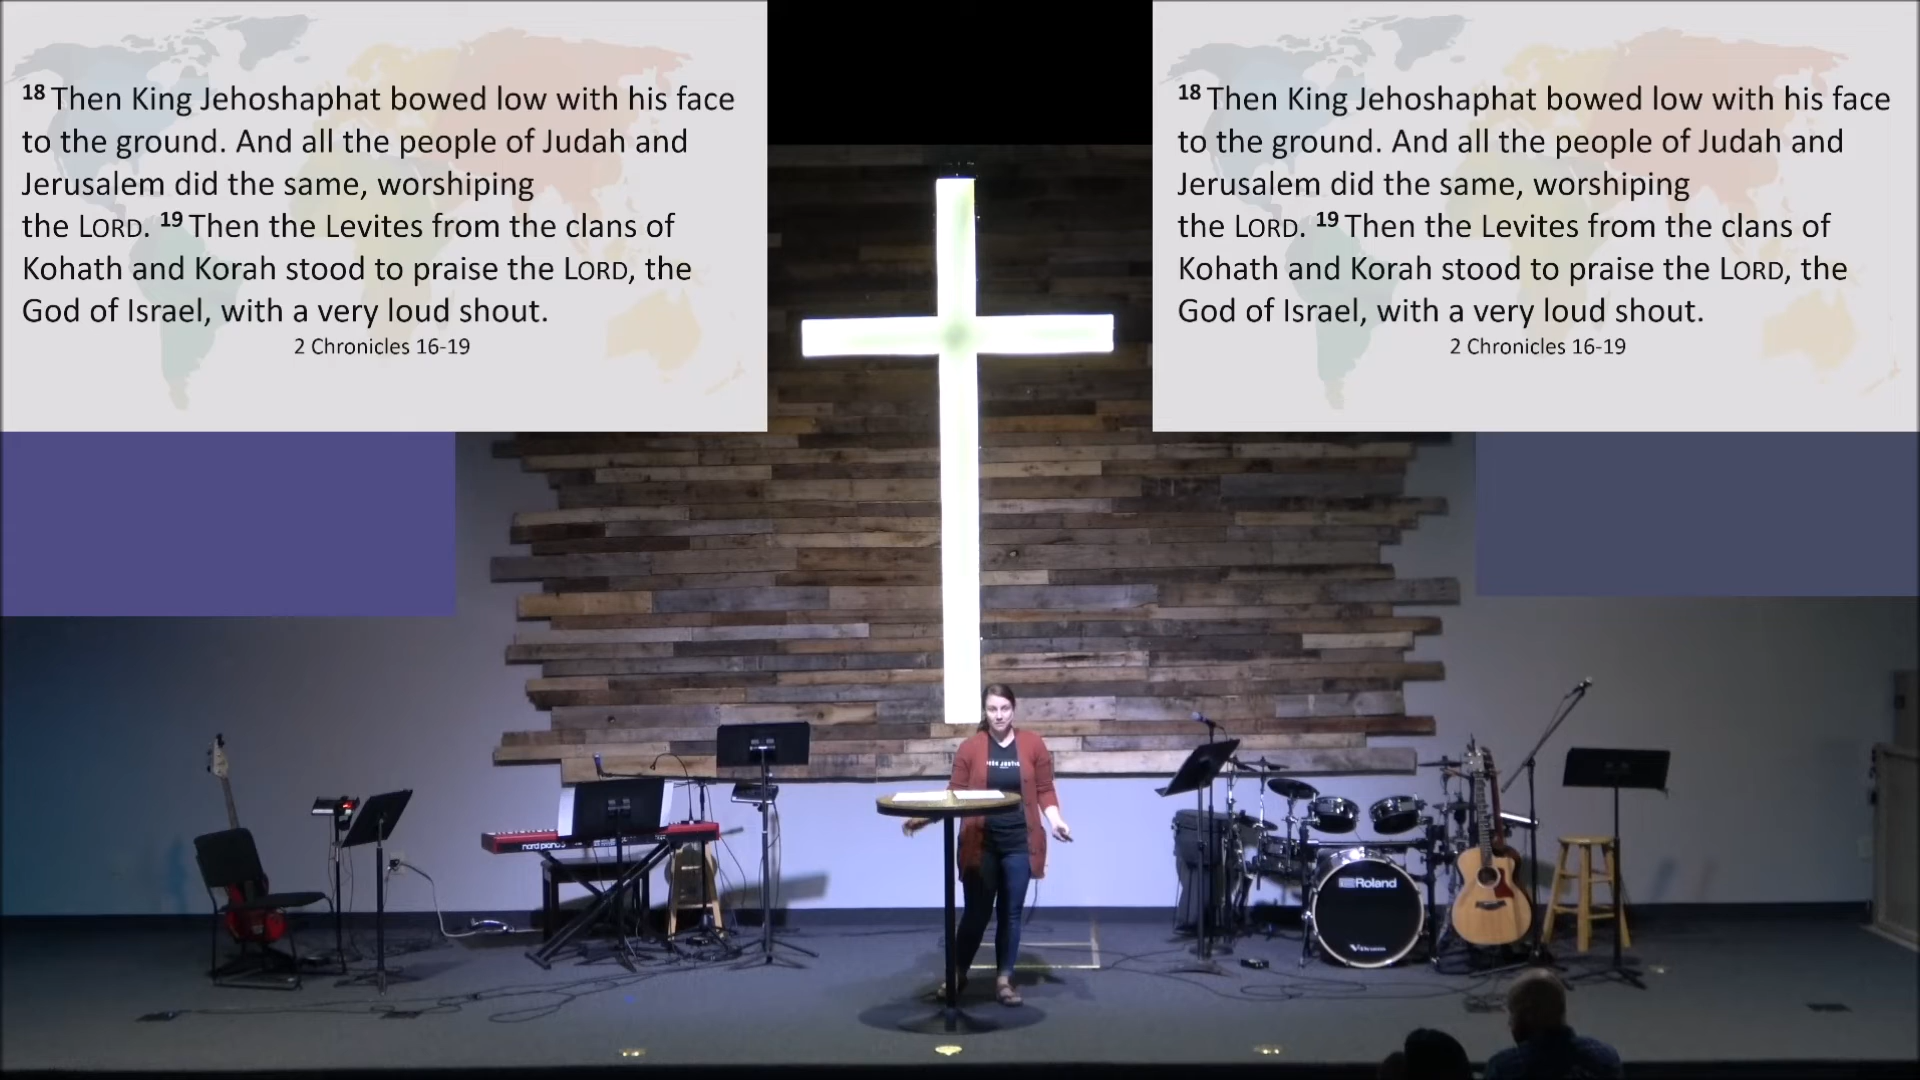 18 Then King Jehoshaphat bowed low with his face
to the ground. And all the people of Judah and
Jerusalem did the same, worshiping
the LORD. 19 Then the Levites from the clans of
Kohath and Korah stood to praise the LORD, the
God of Israel, with a very loud shout.
2 Chronicles 16-19
18 Then King Jehoshaphat bowed low with his face
to the ground. And all the people of Judah and
Jerusalem did the same, worshiping
the LORD. 19 Then the Levites from the clans of
Kohath and Korah stood to praise the LORD, the
God of Israel, with a very loud shout.
2 Chronicles 16-19
nord piano
Roland
V-Drums